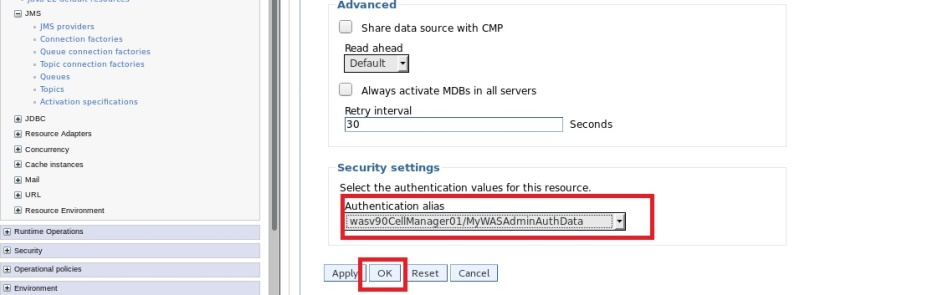 JMS
JMS providers
Connection factories
Queue connection factories
Topic connection factories
Queues
Topics
Activation specifications
JDBC
Resource Adapters
Concurrency
Cache instances
Mail
URL
Resource Environment
Runtime Operations
Security
Operational policies
Environment
Advanced
Share data source with CMP
Read ahead
Default
Always activate MDBs in all servers
Retry interval
30 Seconds
Security settings
Select the authentication values for this resource.
Authentication alias
wasv90CellManager01/MyWASAdminAuthData
Apply OK Reset Cancel